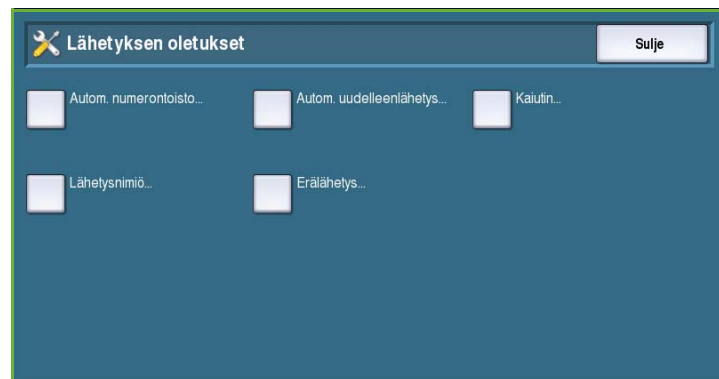 Lähetyksen oletukset
Sulje
Autom. numerontoisto...
Autom. uudelleenlähetys...
Kaiutin...
Lähetysnimiö...
Erälähetys...